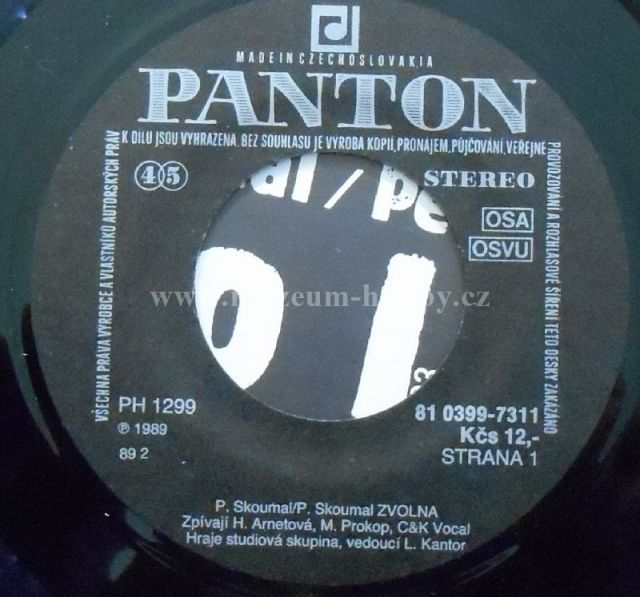 MADE IN CZECHOSLOVAKIA
PANTON
VŠECHNA PRÁVA VÝROBCE A VLASTNÍKŮ AUTORSKÝCH PRÁV
K DÍLU JSOU VYHRAZENA. BEZ SOUHLASU JE VÝROBA KOPIÍ, PRONÁJEM, PŮJČOVÁNÍ, VEŘEJNÉ
PROVOZOVÁNÍ A ROZHLASOVÉ ŠÍŘENÍ TÉTO DESKY ZAKÁZÁNO
45
STEREO
OSA
OSVU
al/pe
www.muzeum-hudby.cz
PH 1299
Ⓟ 1989
89 2
81 0399-7311
Kčs 12,-
STRANA 1
P. Skoumal/P. Skoumal ZVOLNA
Zpívají H. Arnetová, M. Prokop, C&K Vocal
Hraje studiová skupina, vedoucí L. Kantor